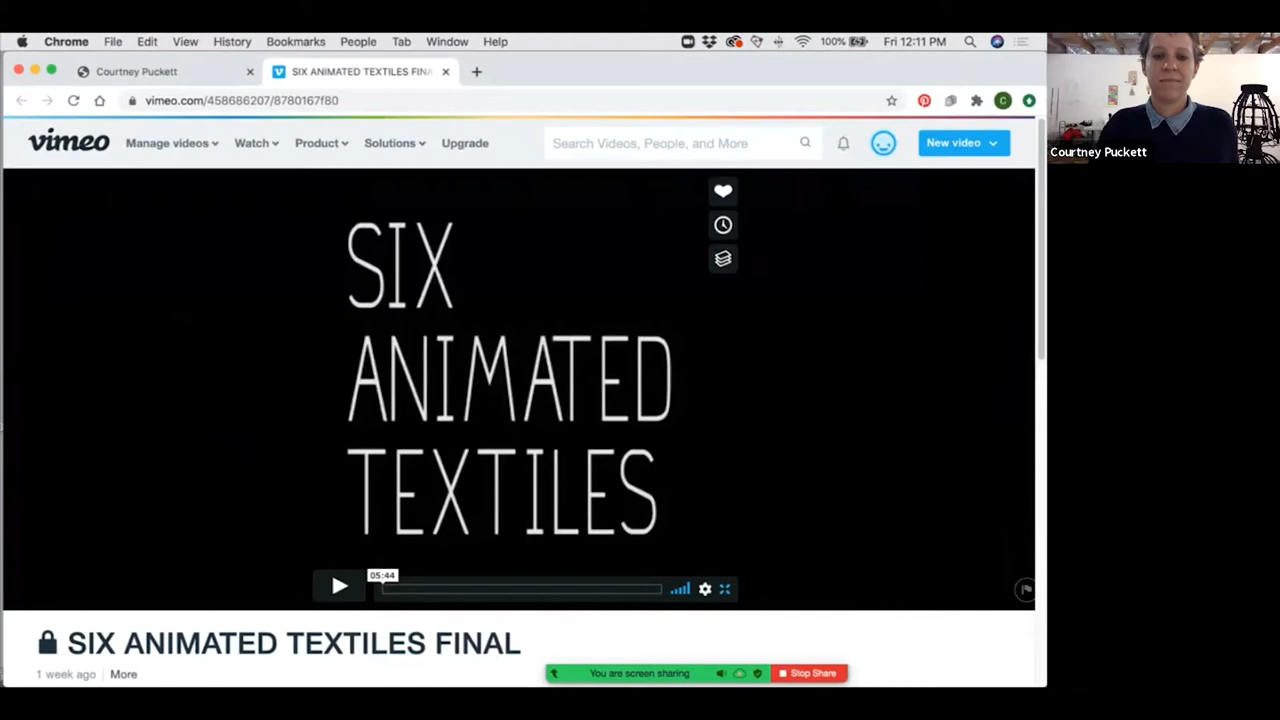 Chrome File Edit View History Bookmarks People Tab Window Help 100% Fri 12:11 PM
Courtney Puckett SIX ANIMATED TEXTILES FINA
vimeo.com/458686207/8780167f80 C
vimeo Manage videos Watch Product Solutions Upgrade Search Videos, People, and More New video
Courtney Puckett
SIX
ANIMATED
TEXTILES
05:44
SIX ANIMATED TEXTILES FINAL
1 week ago More
You are screen sharing Stop Share